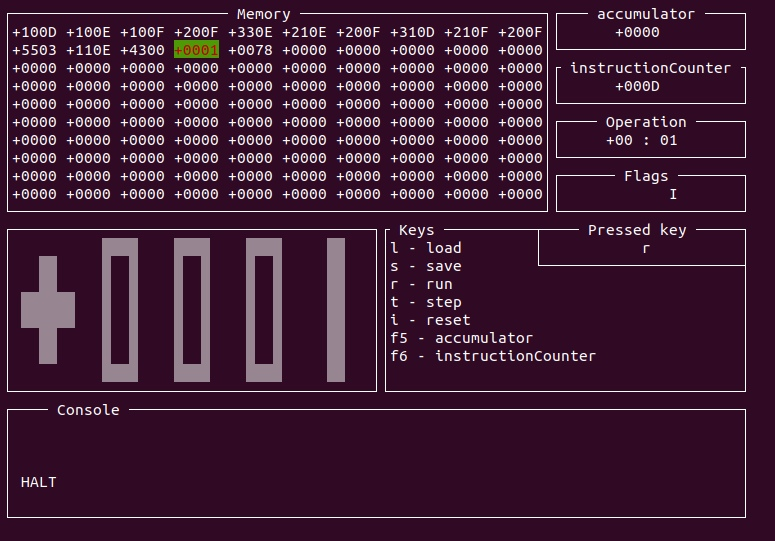 Memory
+100D +100E +100F +200F +330E +210E +200F +310D +210F +200F
+5503 +110E +4300 +0001 +0078 +0000 +0000 +0000 +0000 +0000
+0000 +0000 +0000 +0000 +0000 +0000 +0000 +0000 +0000 +0000
+0000 +0000 +0000 +0000 +0000 +0000 +0000 +0000 +0000 +0000
+0000 +0000 +0000 +0000 +0000 +0000 +0000 +0000 +0000 +0000
+0000 +0000 +0000 +0000 +0000 +0000 +0000 +0000 +0000 +0000
+0000 +0000 +0000 +0000 +0000 +0000 +0000 +0000 +0000 +0000
+0000 +0000 +0000 +0000 +0000 +0000 +0000 +0000 +0000 +0000
+0000 +0000 +0000 +0000 +0000 +0000 +0000 +0000 +0000 +0000
+0000 +0000 +0000 +0000 +0000 +0000 +0000 +0000 +0000 +0000
accumulator
+0000
instructionCounter
+000D
Operation
+00 : 01
Flags
I
+0001
Keys
l - load
s - save
r - run
t - step
i - reset
f5 - accumulator
f6 - instructionCounter
Pressed key
r
Console
HALT